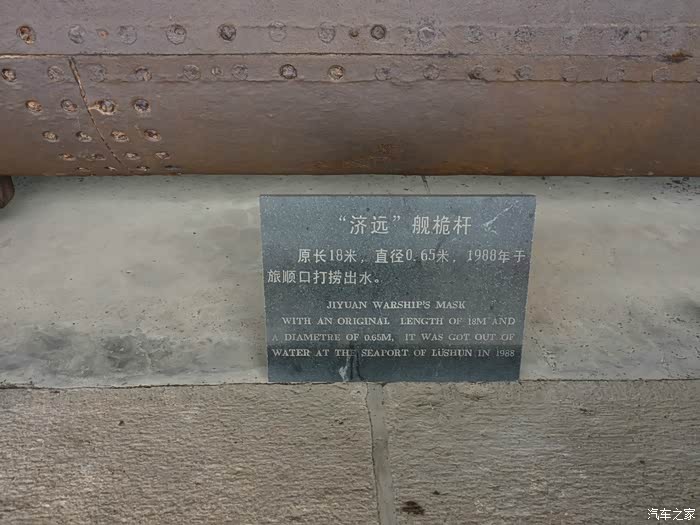 “济远”舰桅杆
原长18米，直径0.65米，1988年于
旅顺口打捞出水。
JIYUAN WARSHIP'S MASK
WITH AN ORIGINAL LENGTH OF 18M AND
A DIAMETRE OF 0.65M, IT WAS GOT OUT OF
WATER AT THE SEAPORT OF LUSHUN IN 1988
汽车之家